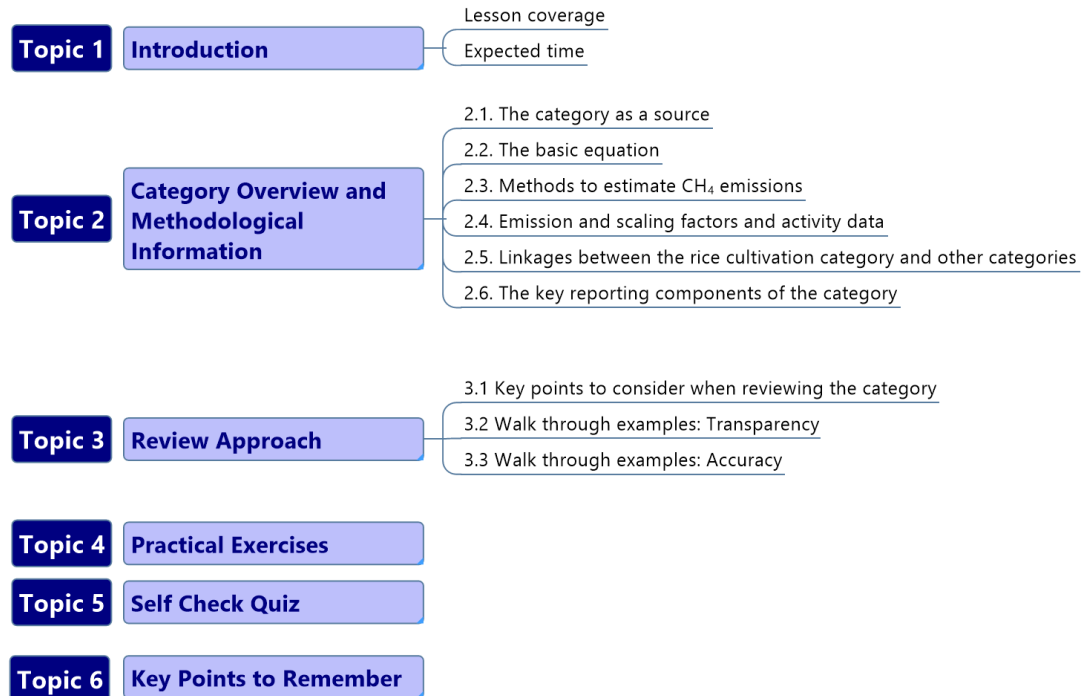 Topic 1
Introduction
Lesson coverage
Expected time
Topic 2
Category Overview and
Methodological
Information
2.1. The category as a source
2.2. The basic equation
2.3. Methods to estimate CH₄ emissions
2.4. Emission and scaling factors and activity data
2.5. Linkages between the rice cultivation category and other categories
2.6. The key reporting components of the category
Topic 3
Review Approach
3.1 Key points to consider when reviewing the category
3.2 Walk through examples: Transparency
3.3 Walk through examples: Accuracy
Topic 4
Practical Exercises
Topic 5
Self Check Quiz
Topic 6
Key Points to Remember